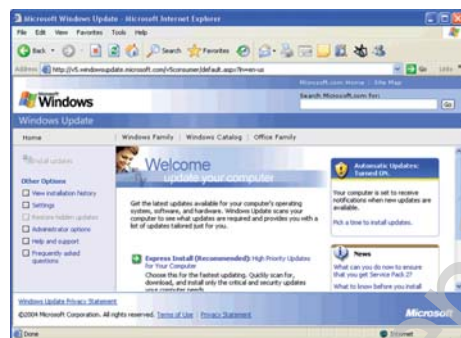 Microsoft Windows Update - Microsoft Internet Explorer
File Edit View Favorites Tools Help
Back Search Favorites
Address http://v5.windowsupdate.microsoft.com/v5consumer/default.aspx?ln=en-us Go Links
Microsoft.com Home | Site Map
Microsoft
Windows
Search Microsoft.com for:
Go
Windows Update
Home Windows Family | Windows Catalog | Office Family
Install updates
Other Options
View installation history
Settings
Restore hidden updates
Administrator options
Help and support
Frequently asked
questions
Welcome
update your computer
Get the latest updates available for your computer's operating
system, software, and hardware. Windows Update scans your
computer to see what updates are required and provides you with a
list of updates tailored just for you.
Express Install (Recommended): High Priority Updates
for Your Computer
Choose this for the fastest updating. Quickly scan for,
download, and install only the critical and security updates
your computer needs.
Automatic Updates:
Turned ON.
Your computer is set to receive
notifications when new updates are
available.
Pick a time to install updates.
News
What can you do now to ensure
that you get Service Pack 2?
What to know before you install
Windows Update Privacy Statement
©2004 Microsoft Corporation. All rights reserved. Terms of Use | Privacy Statement
Microsoft
Done Internet